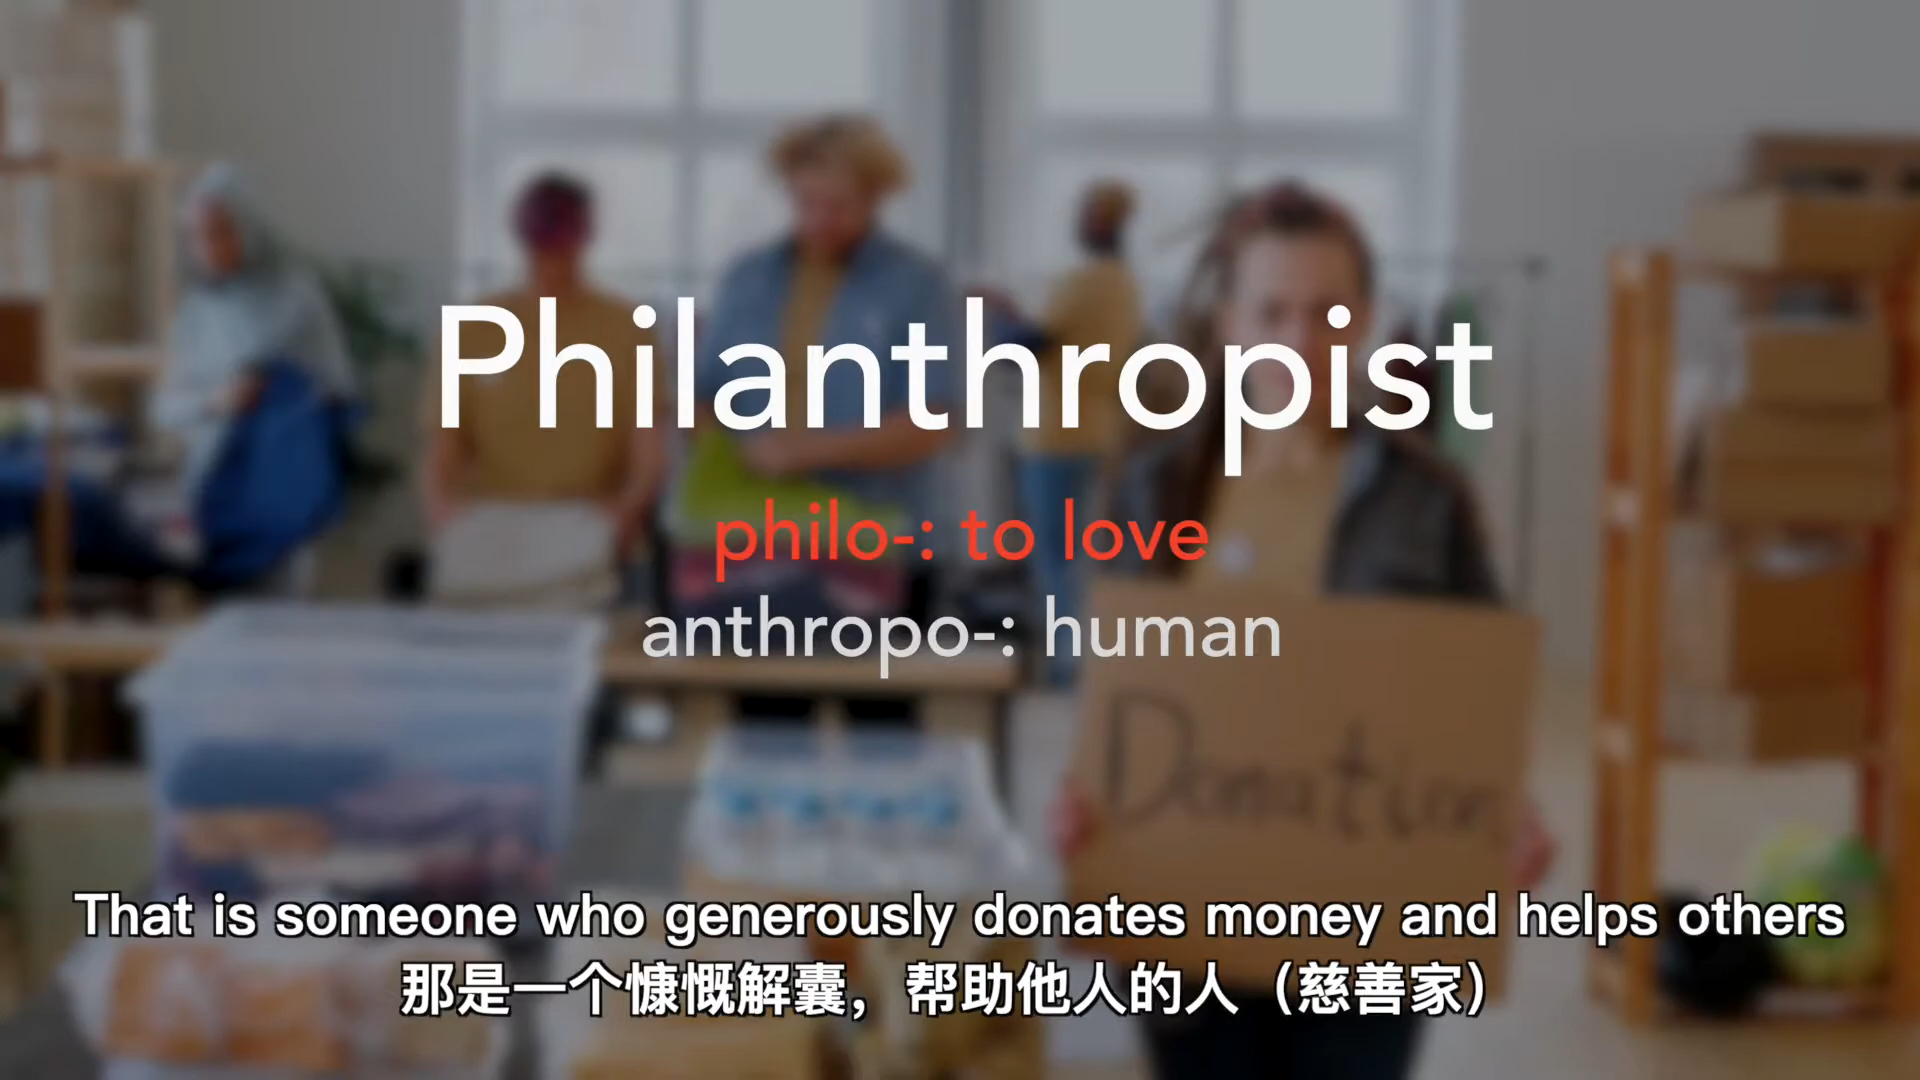 Philanthropist
philo-: to love
anthropo-: human
Donation
That is someone who generously donates money and helps others
那是一个慷慨解囊，帮助他人的人（慈善家）